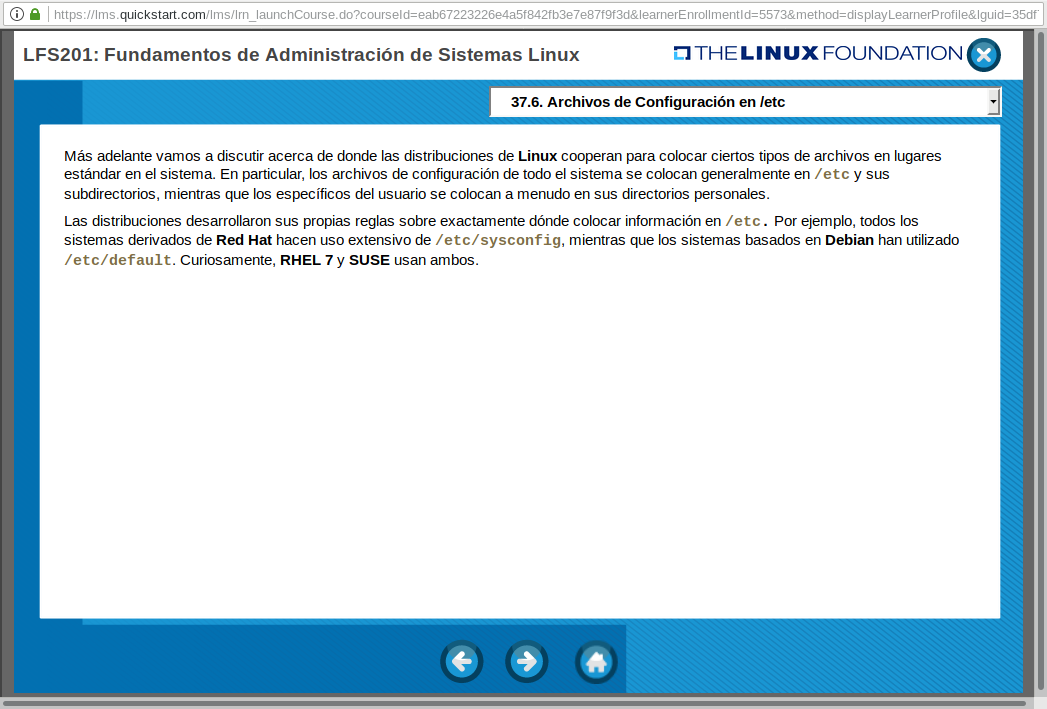 https://lms.quickstart.com/lms/lrn_launchCourse.do?courseId=eab67223226e4a5f842fb3e7e87f9f3d&learnerEnrollmentId=5573&method=displayLearnerProfile&lguid=35df
LFS201: Fundamentos de Administración de Sistemas Linux
THE LINUX FOUNDATION
37.6. Archivos de Configuración en /etc
Más adelante vamos a discutir acerca de donde las distribuciones de Linux cooperan para colocar ciertos tipos de archivos en lugares
estándar en el sistema. En particular, los archivos de configuración de todo el sistema se colocan generalmente en /etc y sus
subdirectorios, mientras que los específicos del usuario se colocan a menudo en sus directorios personales.
Las distribuciones desarrollaron sus propias reglas sobre exactamente dónde colocar información en /etc. Por ejemplo, todos los
sistemas derivados de Red Hat hacen uso extensivo de /etc/sysconfig, mientras que los sistemas basados en Debian han utilizado
/etc/default. Curiosamente, RHEL 7 y SUSE usan ambos.